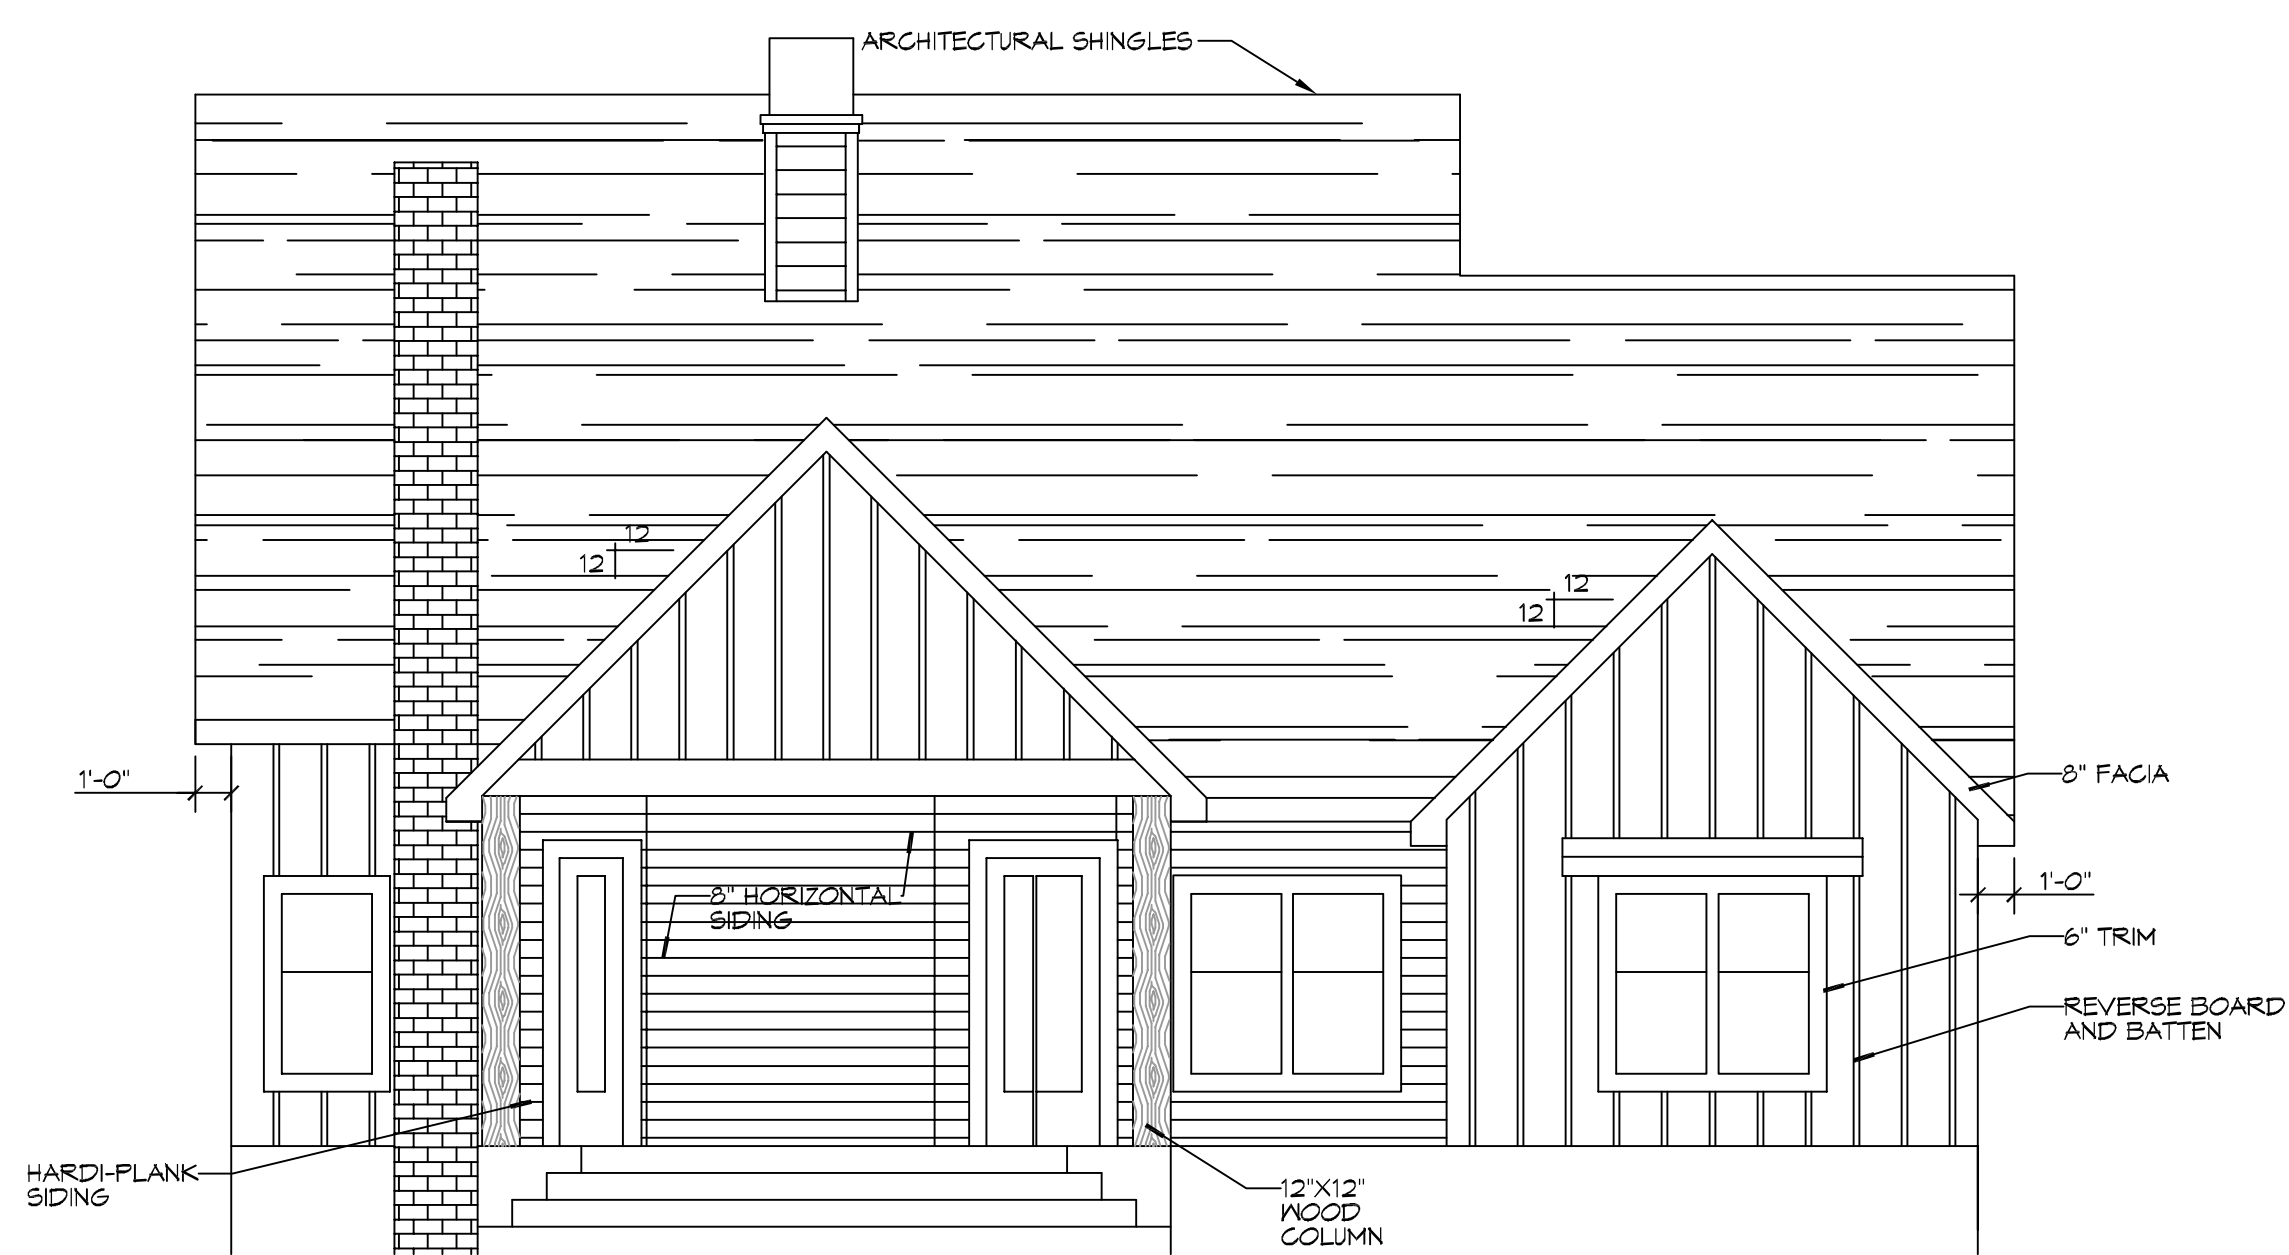 ARCHITECTURAL SHINGLES
12
12
12
12
1'-0"
8" FACIA
8" HORIZONTAL
SIDING
1'-0"
6" TRIM
REVERSE BOARD
AND BATTEN
HARDI-PLANK
SIDING
12"X12"
WOOD
COLUMN